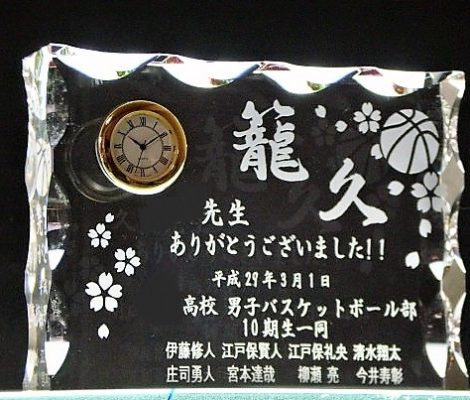 籠久
先生
ありがとうございました!!
平成29年3月1日
高校 男子バスケットボール部
10期生一同
伊藤修人 江戸保賢人 江戸保礼央 清水翔太
庄司勇人 宮本達哉 柳瀬 亮 今井寿彰